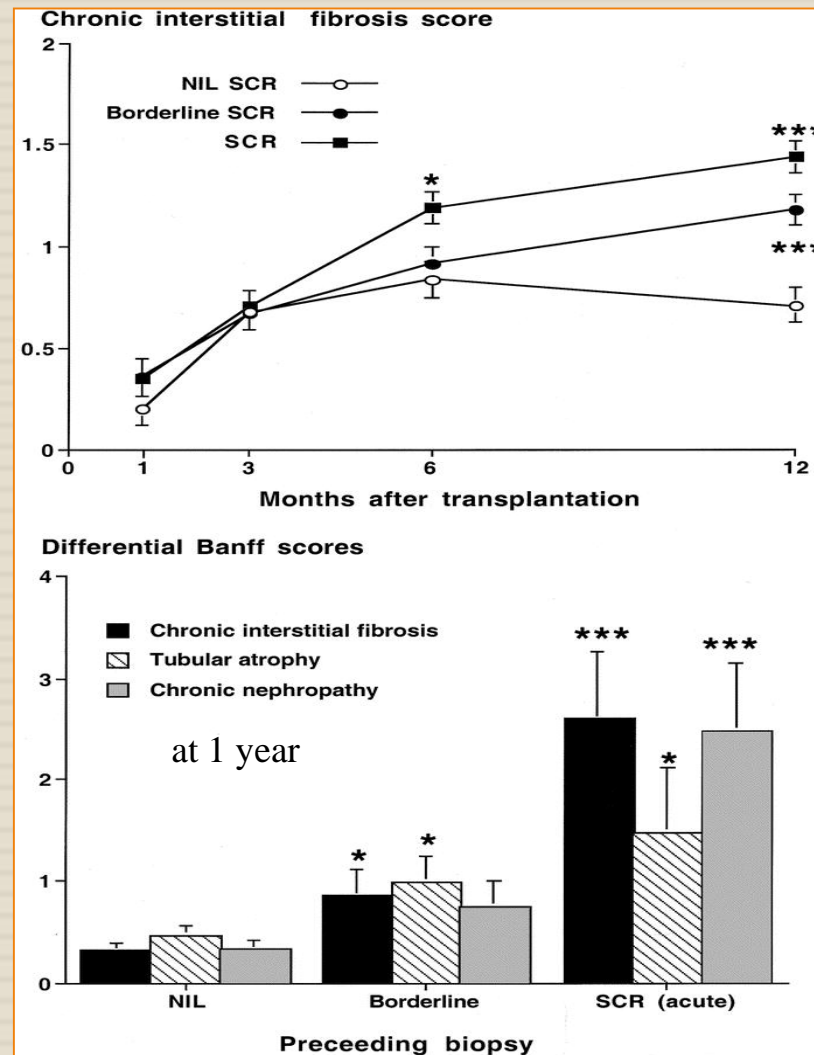 Chronic interstitial fibrosis score
2
NIL SCR
Borderline SCR
SCR
***
1.5
*
1
***
0.5
0
0 1 3 6 12
Months after transplantation
Differential Banff scores
4
Chronic interstitial fibrosis
Tubular atrophy
Chronic nephropathy
*** ***
3
at 1 year
2
*
* *
1
0
NIL Borderline SCR (acute)
Preceeding biopsy